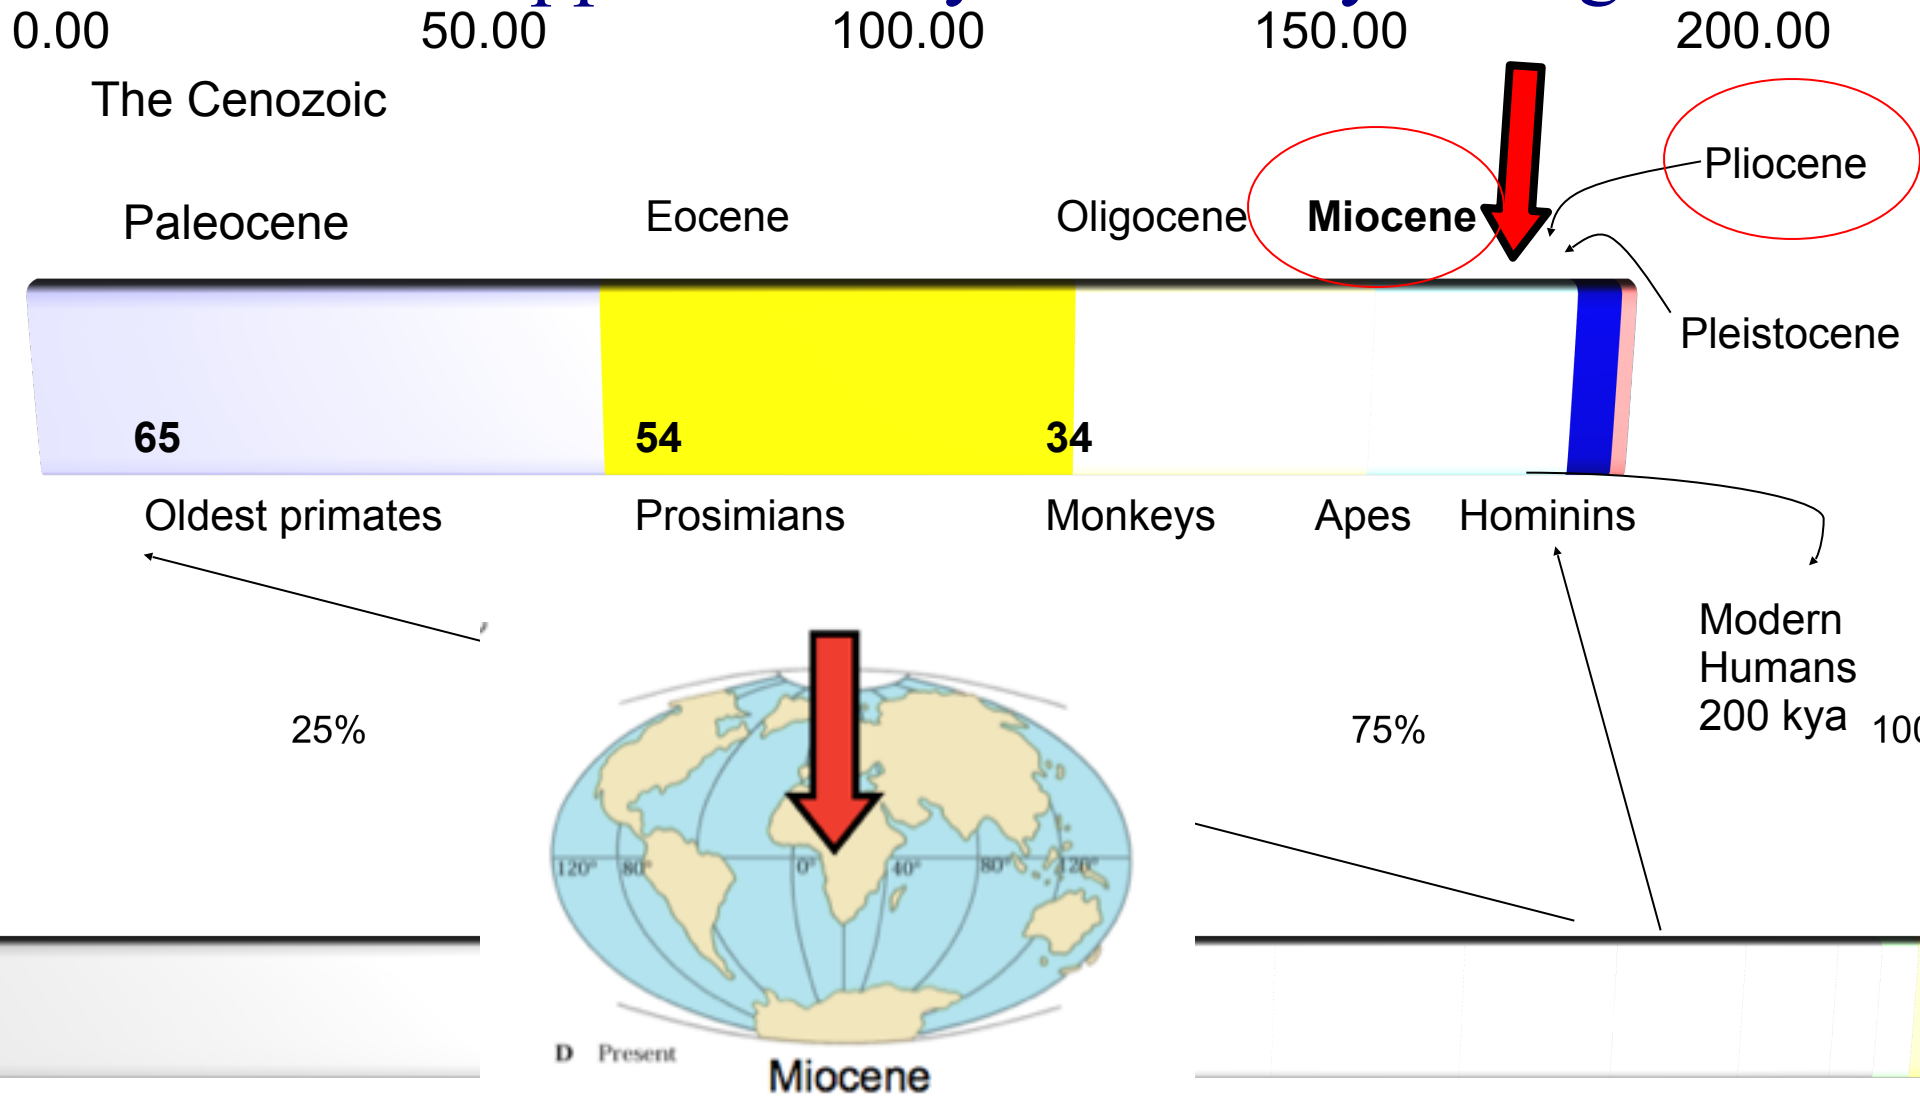 0.00 50.00 100.00 150.00 200.00
The Cenozoic
Pliocene
Paleocene Eocene Oligocene Miocene
Pleistocene
65 54 34
Oldest primates Prosimians Monkeys Apes Hominins
Modern
Humans
200 kya
25% 75%
120° 80° 0° 40° 80° 120°
D Present
Miocene